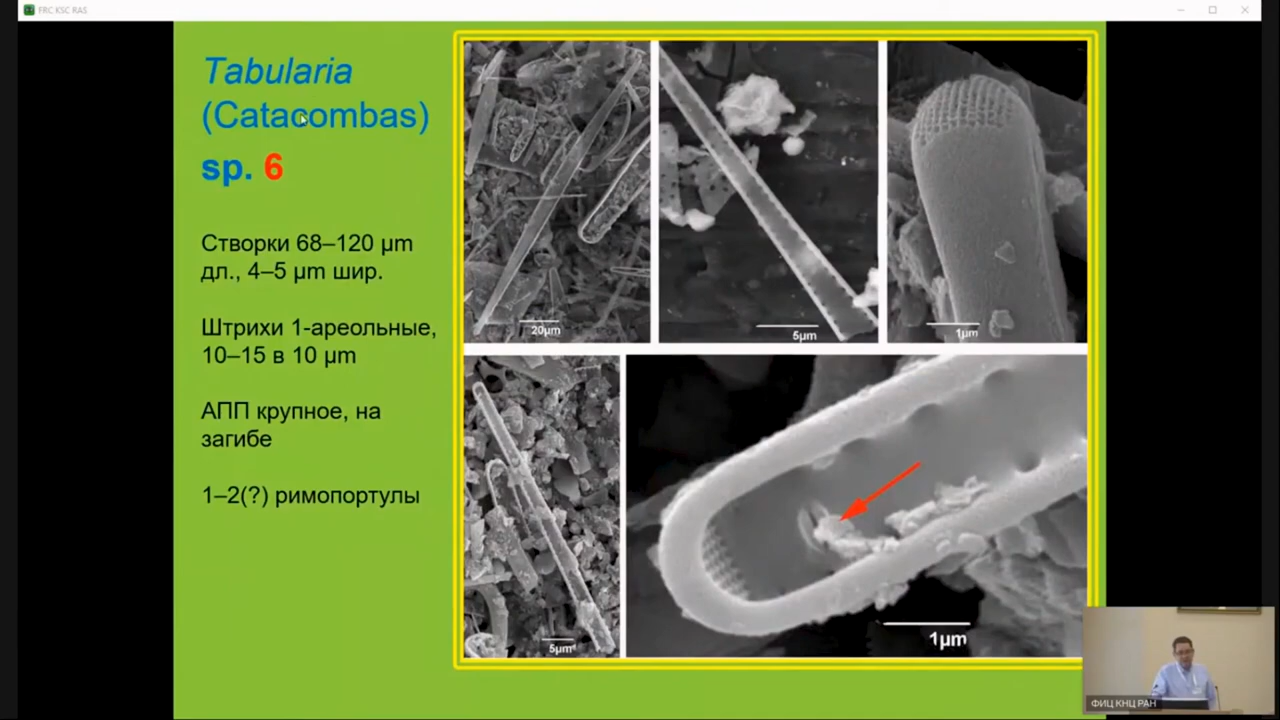 FRC KSC RAS
Tabularia
(Catacombas)
sp. 6
Створки 68–120 µm
дл., 4–5 µm шир.
Штрихи 1-ареольные,
10–15 в 10 µm
АПП крупное, на
загибе
1–2(?) римопортулы
20µm
5µm
1µm
5µm
1µm
ФИЦ КНЦ РАН